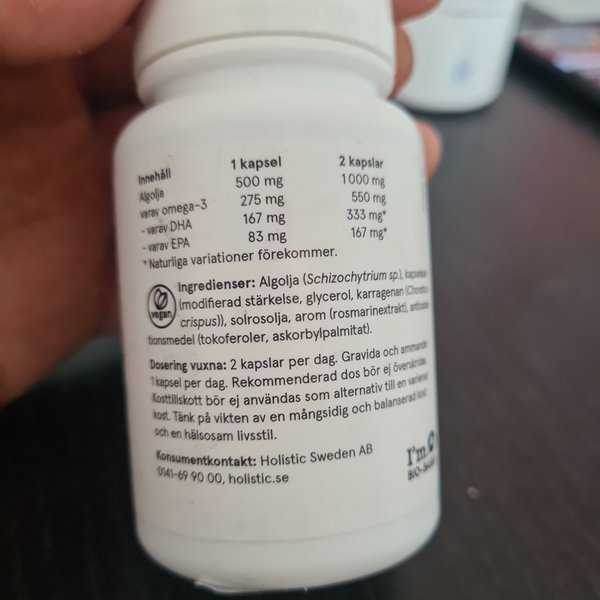 Innehåll 1 kapsel 2 kapslar
Algolja 500 mg 1000 mg
varav omega-3 275 mg 550 mg
- varav DHA 167 mg 333 mg*
- varav EPA 83 mg 167 mg*
* Naturliga variationer förekommer.
vegan
Ingredienser: Algolja (Schizochytrium sp.),
(modifierad stärkelse, glycerol, karragenan
crispus)), solrosolja, arom (rosmarinextrakt),
tionsmedel (tokoferoler, askorbylpalmitat).
Dosering vuxna: 2 kapslar per dag. Gravida och ammande
1 kapsel per dag. Rekommenderad dos bör ej överskridas.
Kosttillskott bör ej användas som alternativ till en varierad
kost. Tänk på vikten av en mångsidig och balanserad kost
och en hälsosam livsstil.
Konsumentkontakt: Holistic Sweden AB
0141-69 90 00, holistic.se
I'm